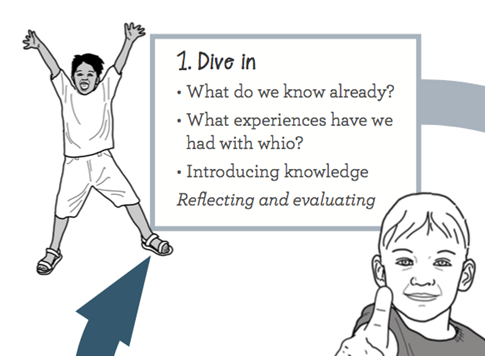 1. Dive in
• What do we know already?
• What experiences have we
had with whio?
• Introducing knowledge
Reflecting and evaluating